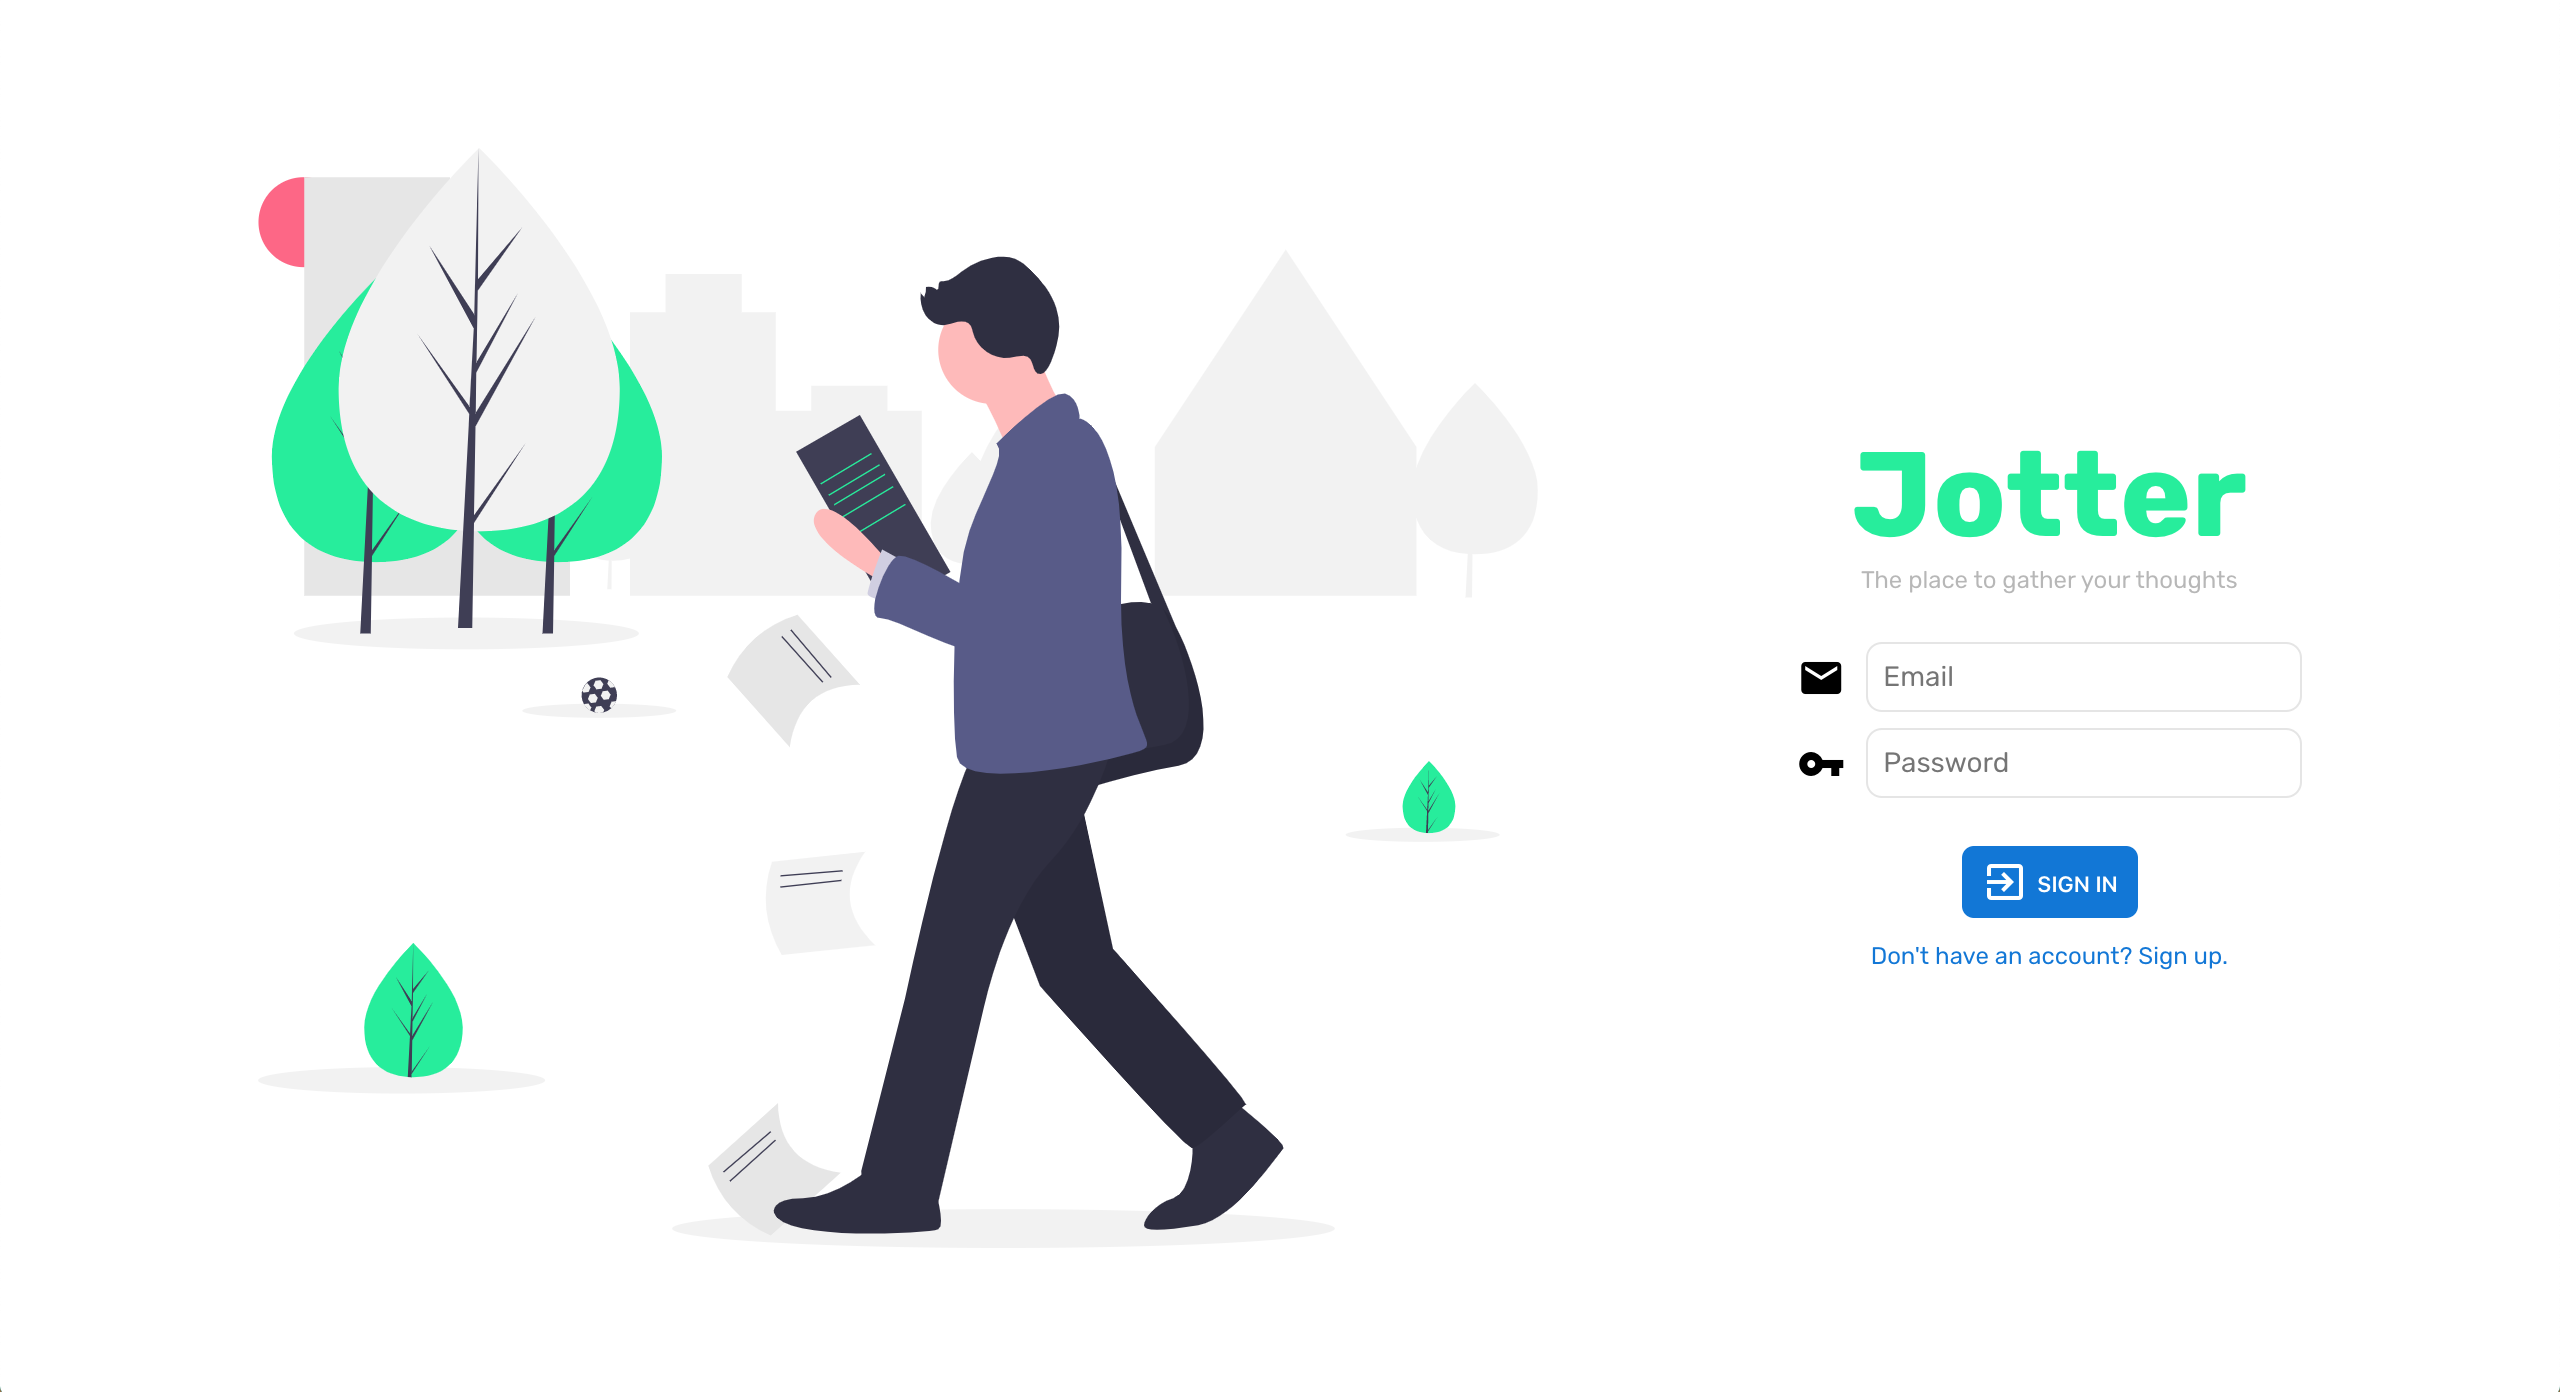 Jotter
The place to gather your thoughts
Email
Password
SIGN IN
Don't have an account? Sign up.